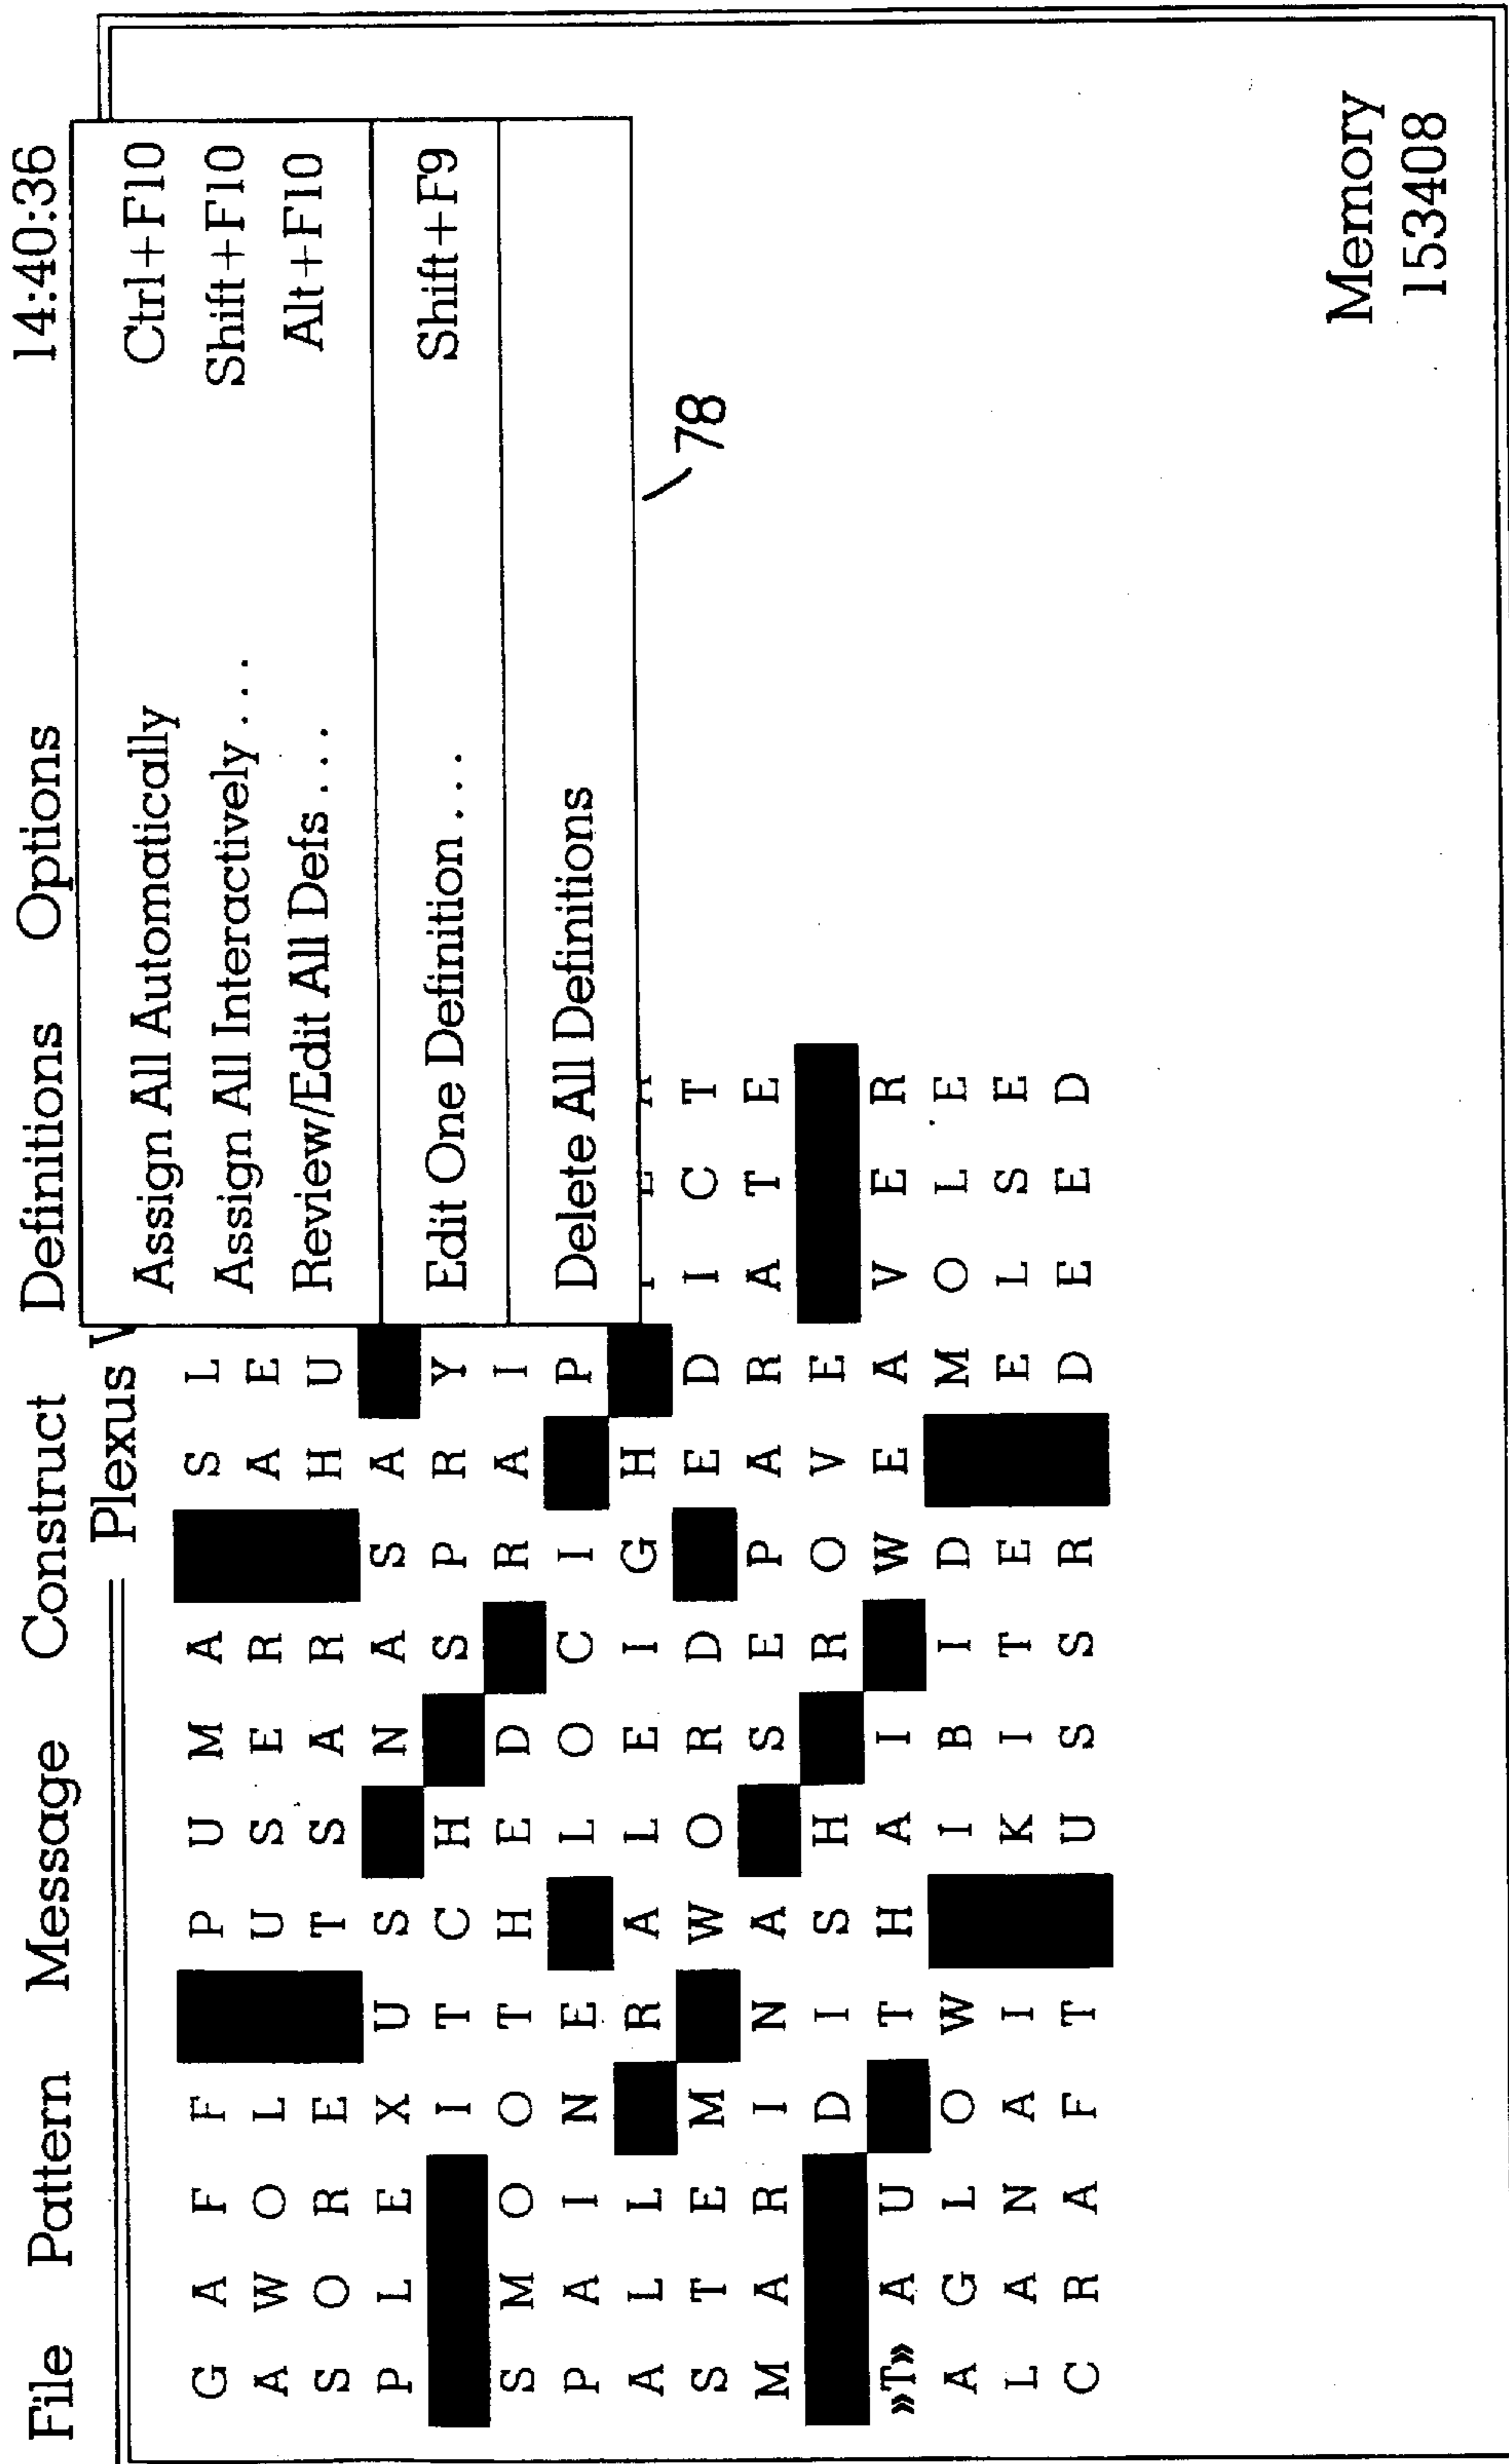 File Pattern Message Construct Definitions Options 14:40:36
Plexus
Assign All Automatically Ctrl+F10
Assign All Interactively . . . Shift+F10
Review/Edit All Defs . . . Alt+F10
Edit One Definition . . . Shift+F9
Delete All Definitions
78
G A F F P U M A S L
A W O L U S E R A E
S O R E T S A R H U
P L E X U S N A S A
I T C H S P R Y
S M O O T H E D R A I
P A I N E L O C I P
A L L R A L E I G H
S T E M W O R D E D I C T
M A R I N A S E P A R A T E
D I S H R O V E
»T» A U T H A I W E A V E R
A G L O W I B I D M O L E
L A N A I K I T E E L S E
C R A F T U S S R D E E D
Memory
153408